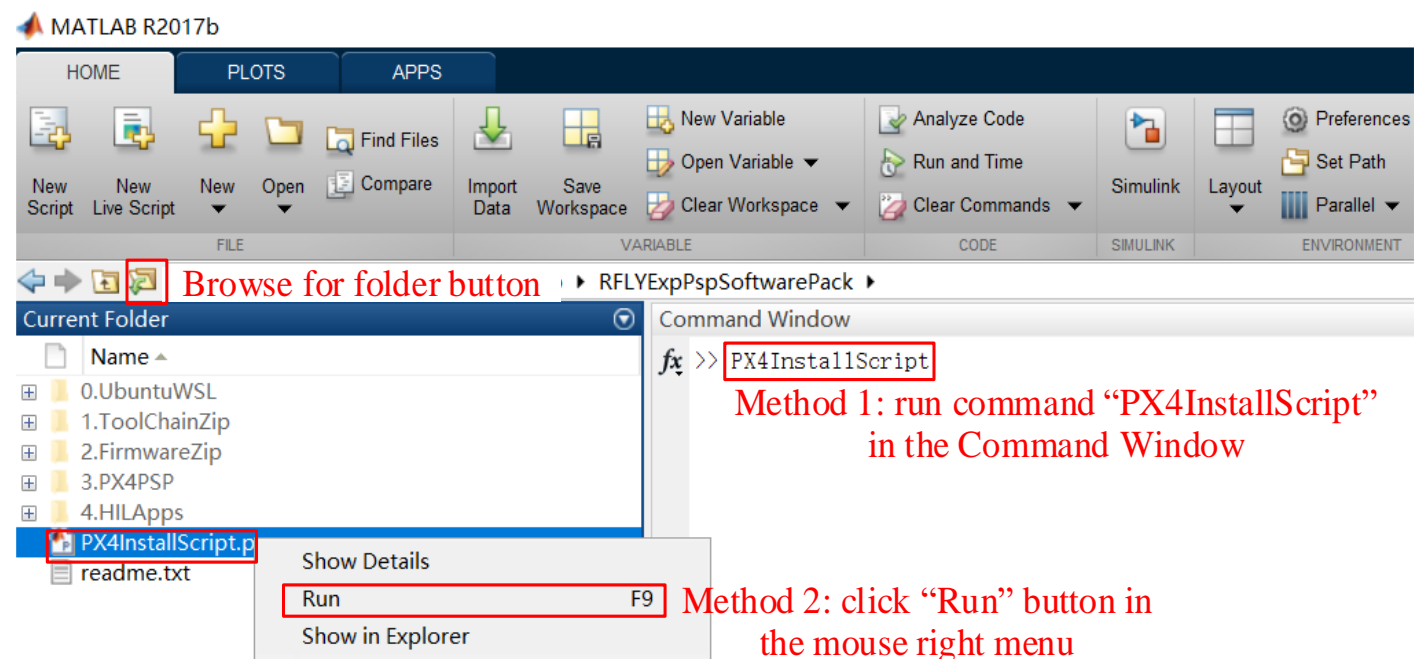 MATLAB R2017b
HOME PLOTS APPS
New Script
New Live Script
New
Open
Find Files
Compare
Import Data
Save Workspace
New Variable
Open Variable
Clear Workspace
Analyze Code
Run and Time
Clear Commands
Simulink
Layout
Preferences
Set Path
Parallel
FILE VARIABLE CODE SIMULINK ENVIRONMENT
Browse for folder button
RFLYExpPspSoftwarePack
Current Folder
Name
0.UbuntuWSL
1.ToolChainZip
2.FirmwareZip
3.PX4PSP
4.HILApps
PX4InstallScript.p
readme.txt
Command Window
fx >> PX4InstallScript
Method 1: run command “PX4InstallScript”
in the Command Window
Show Details
Run F9
Show in Explorer
Method 2: click “Run” button in
the mouse right menu